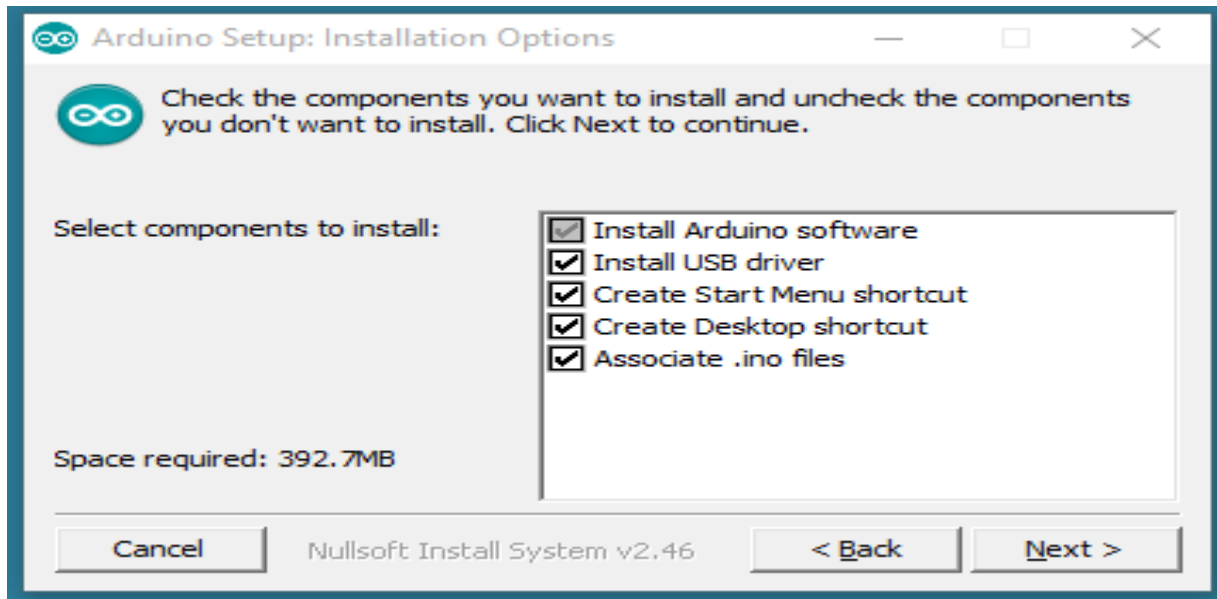 Arduino Setup: Installation Options
Check the components you want to install and uncheck the components
you don't want to install. Click Next to continue.
Select components to install:
Install Arduino software
Install USB driver
Create Start Menu shortcut
Create Desktop shortcut
Associate .ino files
Space required: 392.7MB
Cancel
Nullsoft Install System v2.46
< Back
Next >